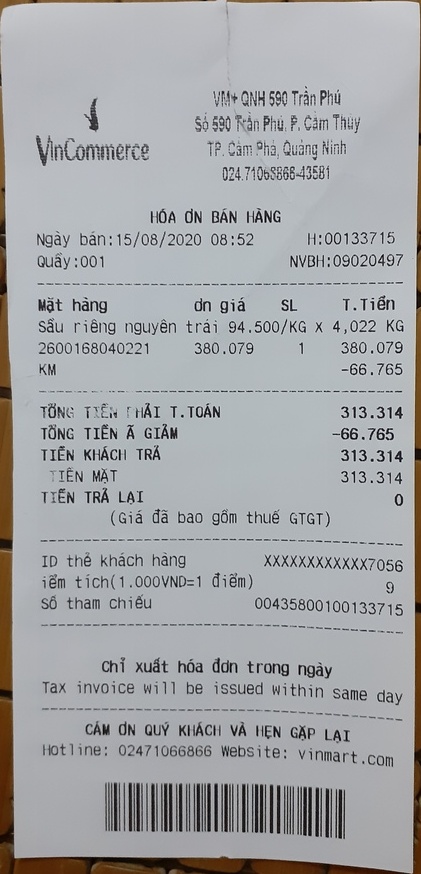 VinCommerce
VM+ QNH 590 Trần Phú
Số 590 Trần Phú, P. Cẩm Thủy
TP. Cẩm Phả, Quảng Ninh
024.71066866-43581
HÓA ƠN BÁN HÀNG
Ngày bán:15/08/2020 08:52 H:00133715
Quầy:001 NVBH:09020497
Mặt hàng ơn giá SL T.Tiền
Sầu riêng nguyên trái 94.500/KG X 4,022 KG
2600168040221 380.079 1 380.079
KM -66.765
TỔNG TIỀN HẢI T.TOÁN 313.314
TỔNG TIỀN Ã GIẢM -66.765
TIỀN KHÁCH TRẢ 313.314
TIỀN MẶT 313.314
TIỀN TRẢ LẠI 0
(Giá đã bao gồm thuế GTGT)
ID thẻ khách hàng XXXXXXXXXXXX7056
iểm tích(1.000VND=1 điểm) 9
Số tham chiếu 00435800100133715
Chỉ xuất hóa đơn trong ngày
Tax invoice will be issued within same day
CẢM ƠN QUÝ KHÁCH VÀ HẸN GẶP LẠI
Hotline: 02471066866 Website: vinmart.com